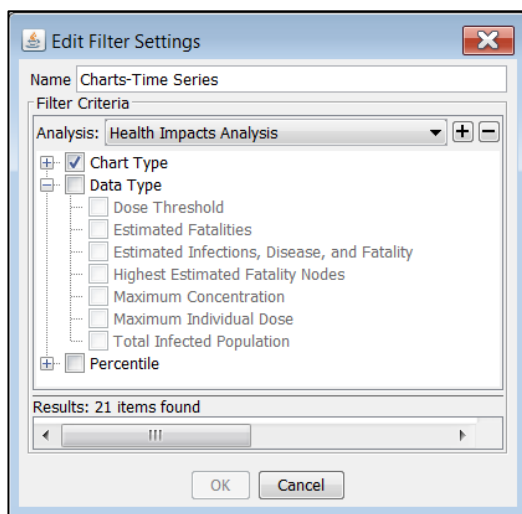 Edit Filter Settings
Name Charts-Time Series
Filter Criteria
Analysis: Health Impacts Analysis
Chart Type
Data Type
Dose Threshold
Estimated Fatalities
Estimated Infections, Disease, and Fatality
Highest Estimated Fatality Nodes
Maximum Concentration
Maximum Individual Dose
Total Infected Population
Percentile
Results: 21 items found
OK Cancel